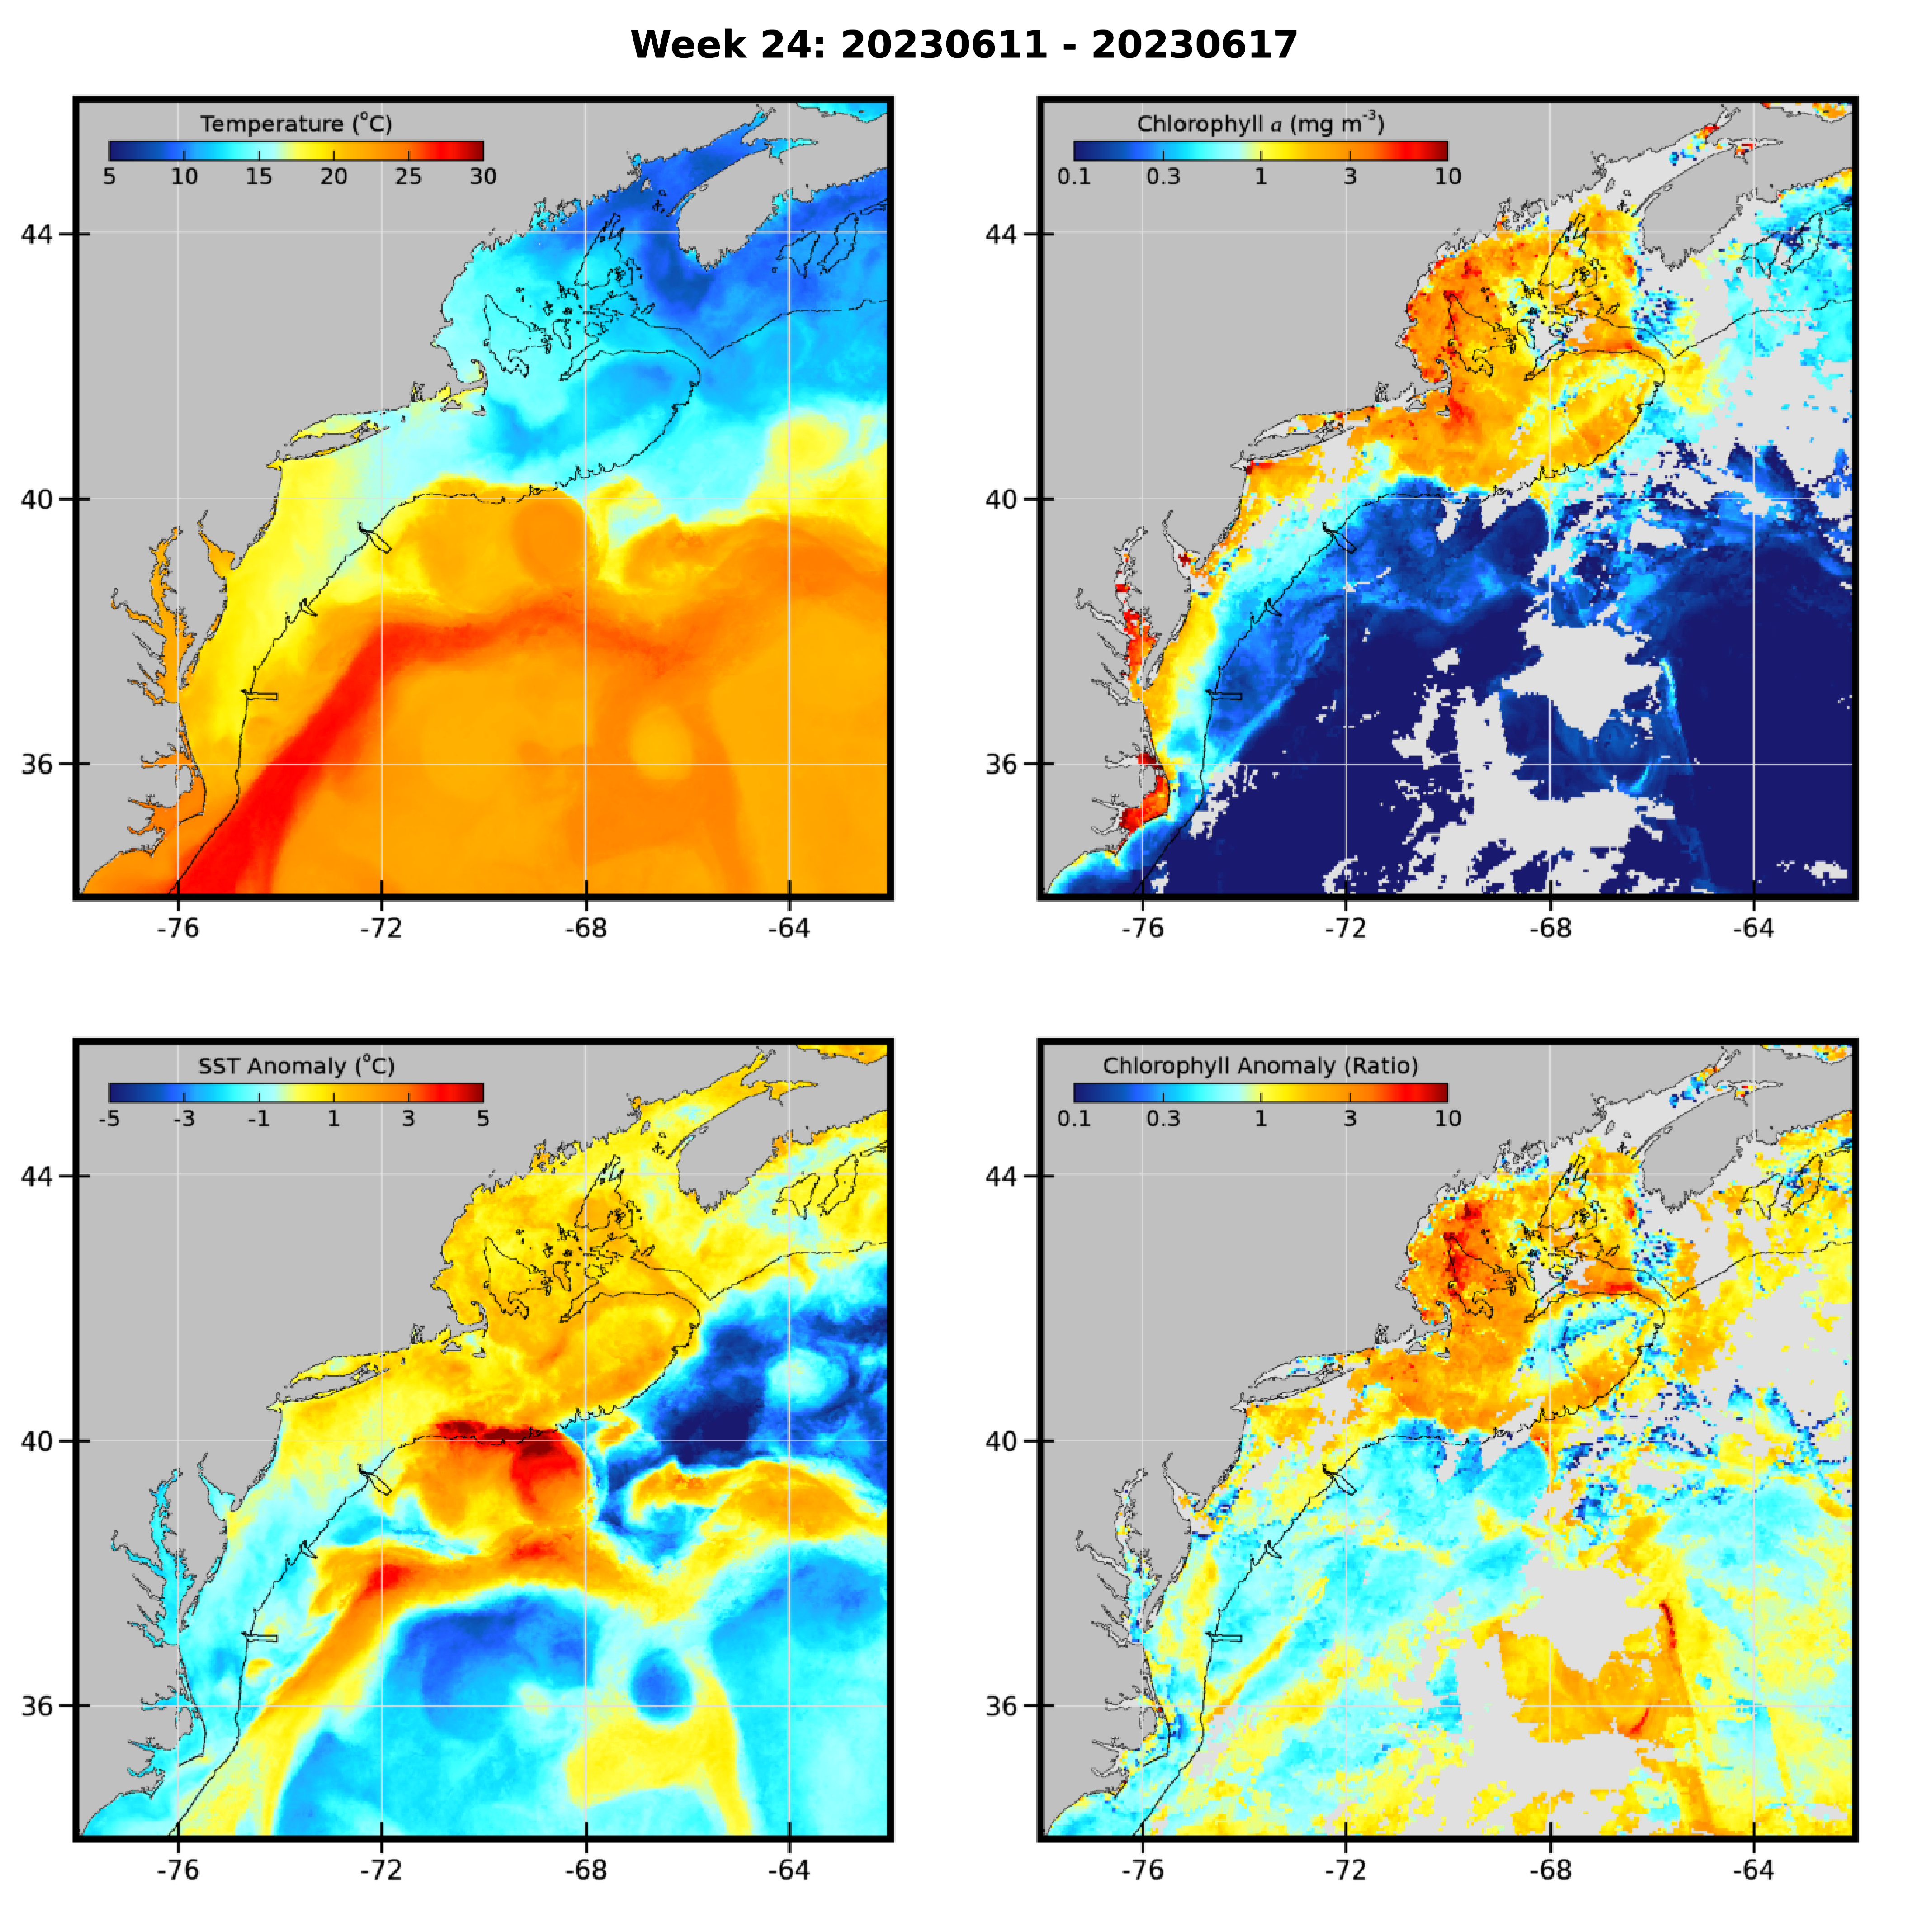 Week 24: 20230611 - 20230617
Temperature (°C)
5 10 15 20 25 30
44
40
36
-76 -72 -68 -64
Chlorophyll a (mg m⁻³)
0.1 0.3 1 3 10
44
40
36
-76 -72 -68 -64
SST Anomaly (°C)
-5 -3 -1 1 3 5
44
40
36
-76 -72 -68 -64
Chlorophyll Anomaly (Ratio)
0.1 0.3 1 3 10
44
40
36
-76 -72 -68 -64